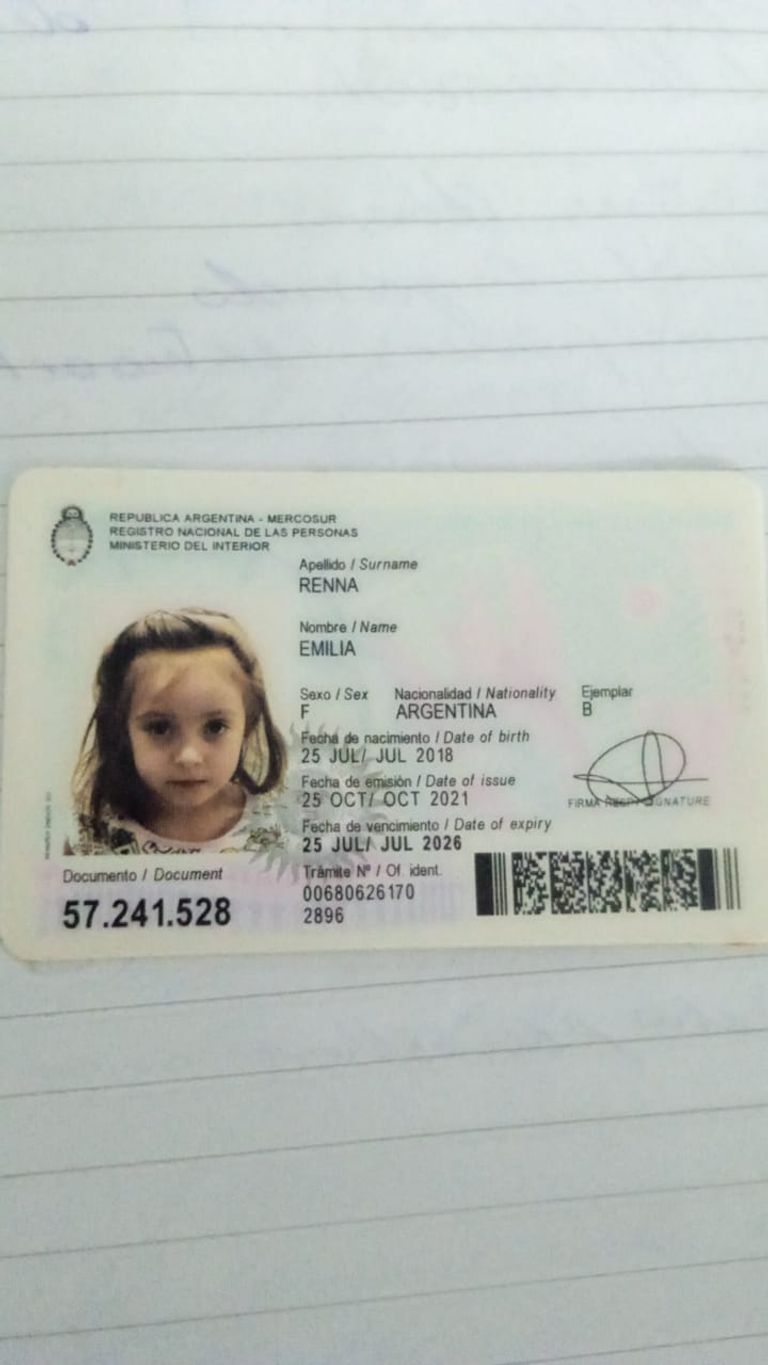 REPUBLICA ARGENTINA - MERCOSUR
REGISTRO NACIONAL DE LAS PERSONAS
MINISTERIO DEL INTERIOR
Apellido / Surname
RENNA
Nombre / Name
EMILIA
Sexo / Sex Nacionalidad / Nationality Ejemplar
F ARGENTINA B
Fecha de nacimiento / Date of birth
25 JUL/ JUL 2018
Fecha de emisión / Date of issue
25 OCT/ OCT 2021
FIRMA GNATURE
Fecha de vencimiento / Date of expiry
25 JUL/ JUL 2026
Documento / Document
57.241.528
Trámite Nº / Of. ident.
00680626170
2896